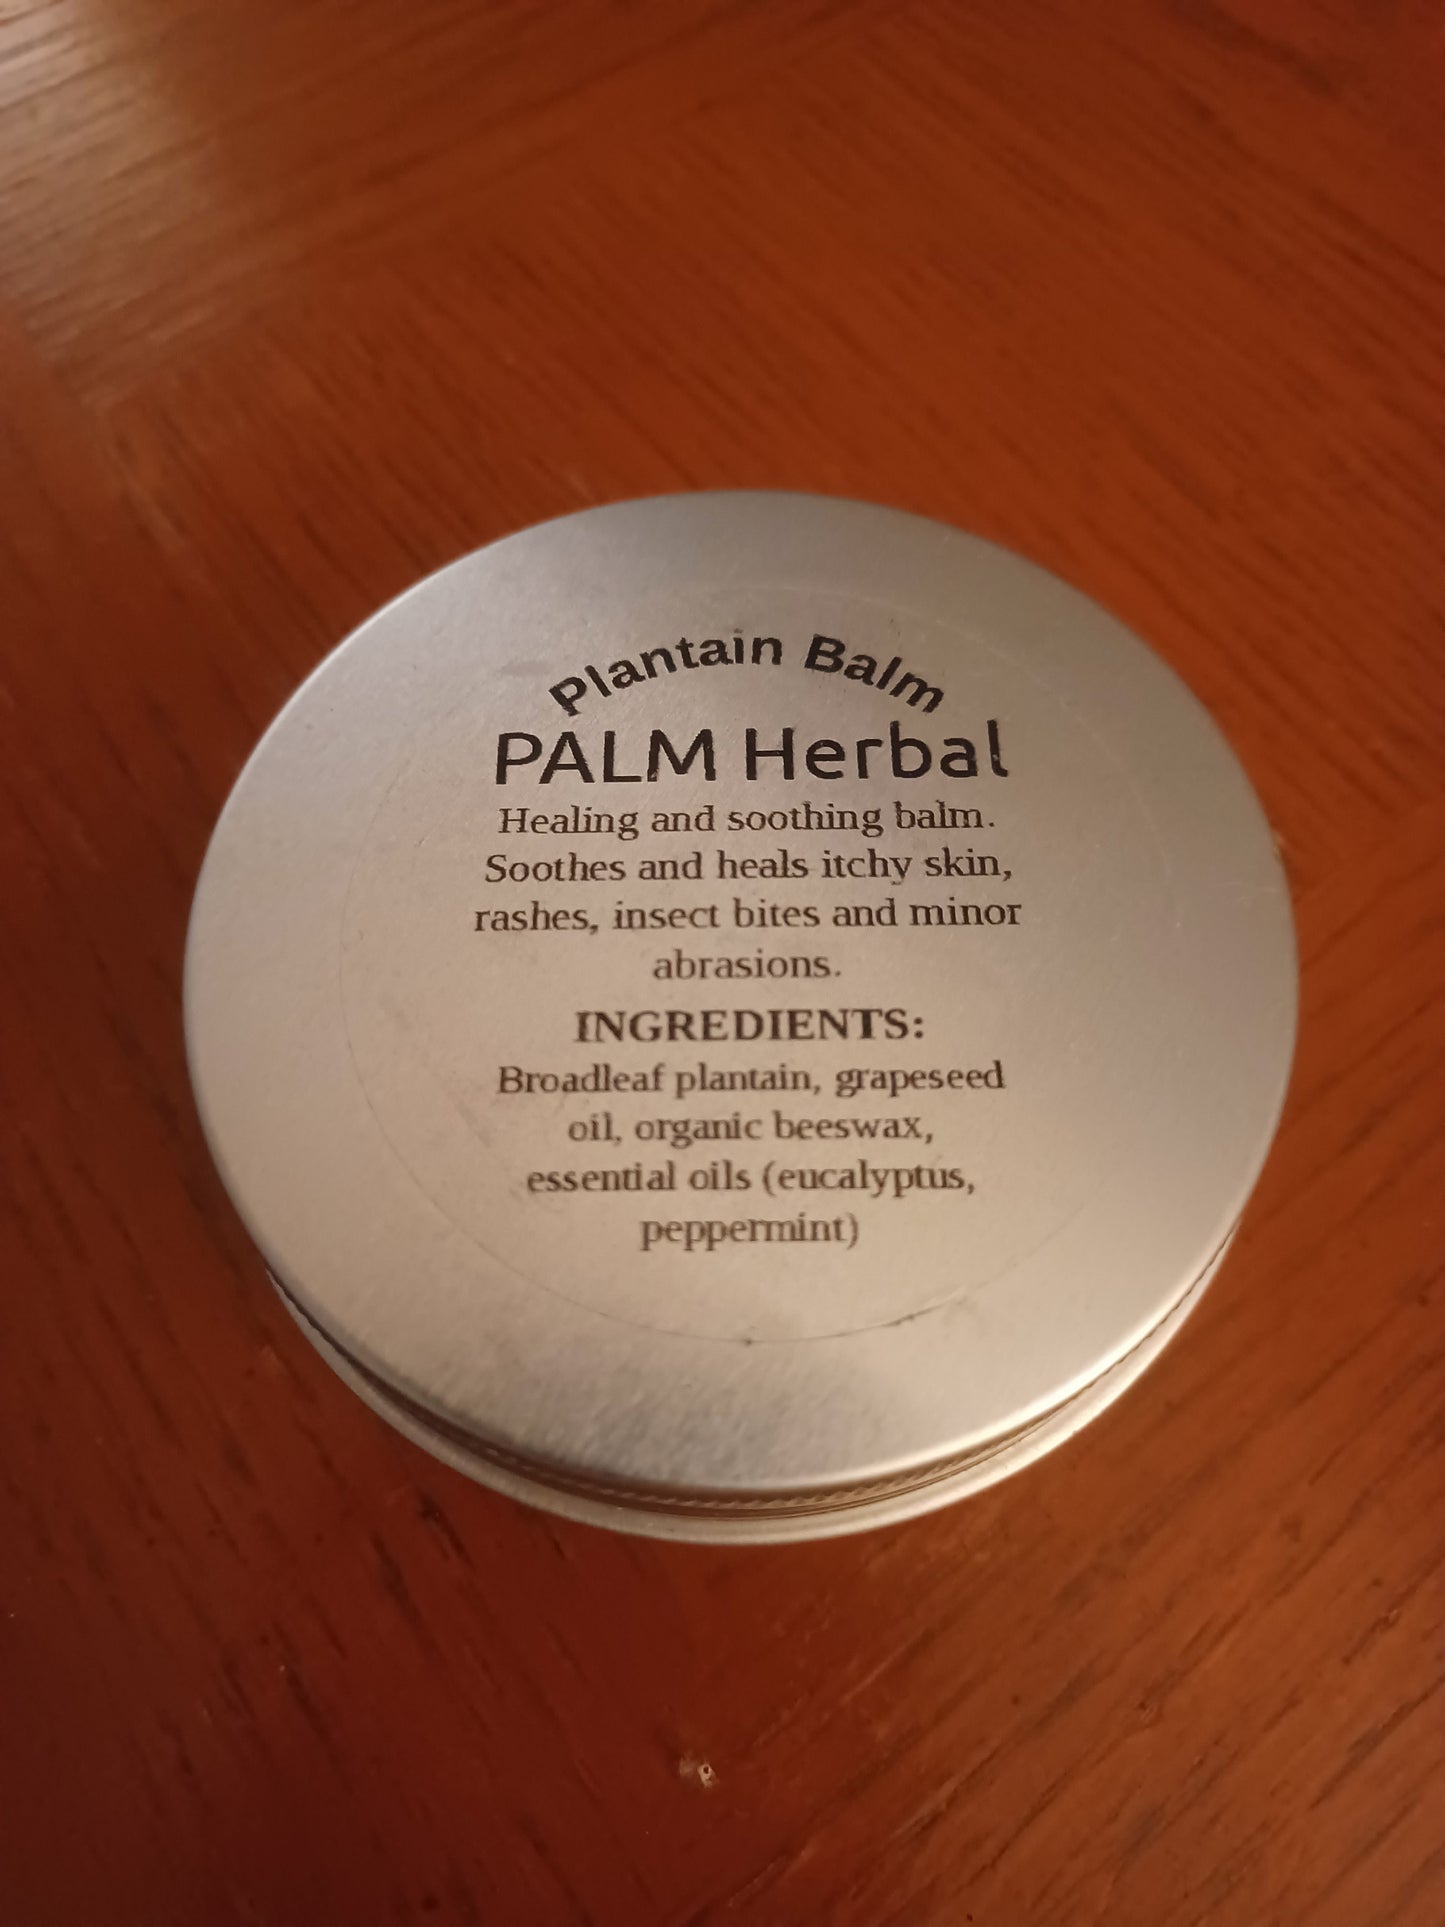 Plantain Balm
PALM Herbal
Healing and soothing balm.
Soothes and heals itchy skin,
rashes, insect bites and minor
abrasions.
INGREDIENTS:
Broadleaf plantain, grapeseed
oil, organic beeswax,
essential oils (eucalyptus,
peppermint)